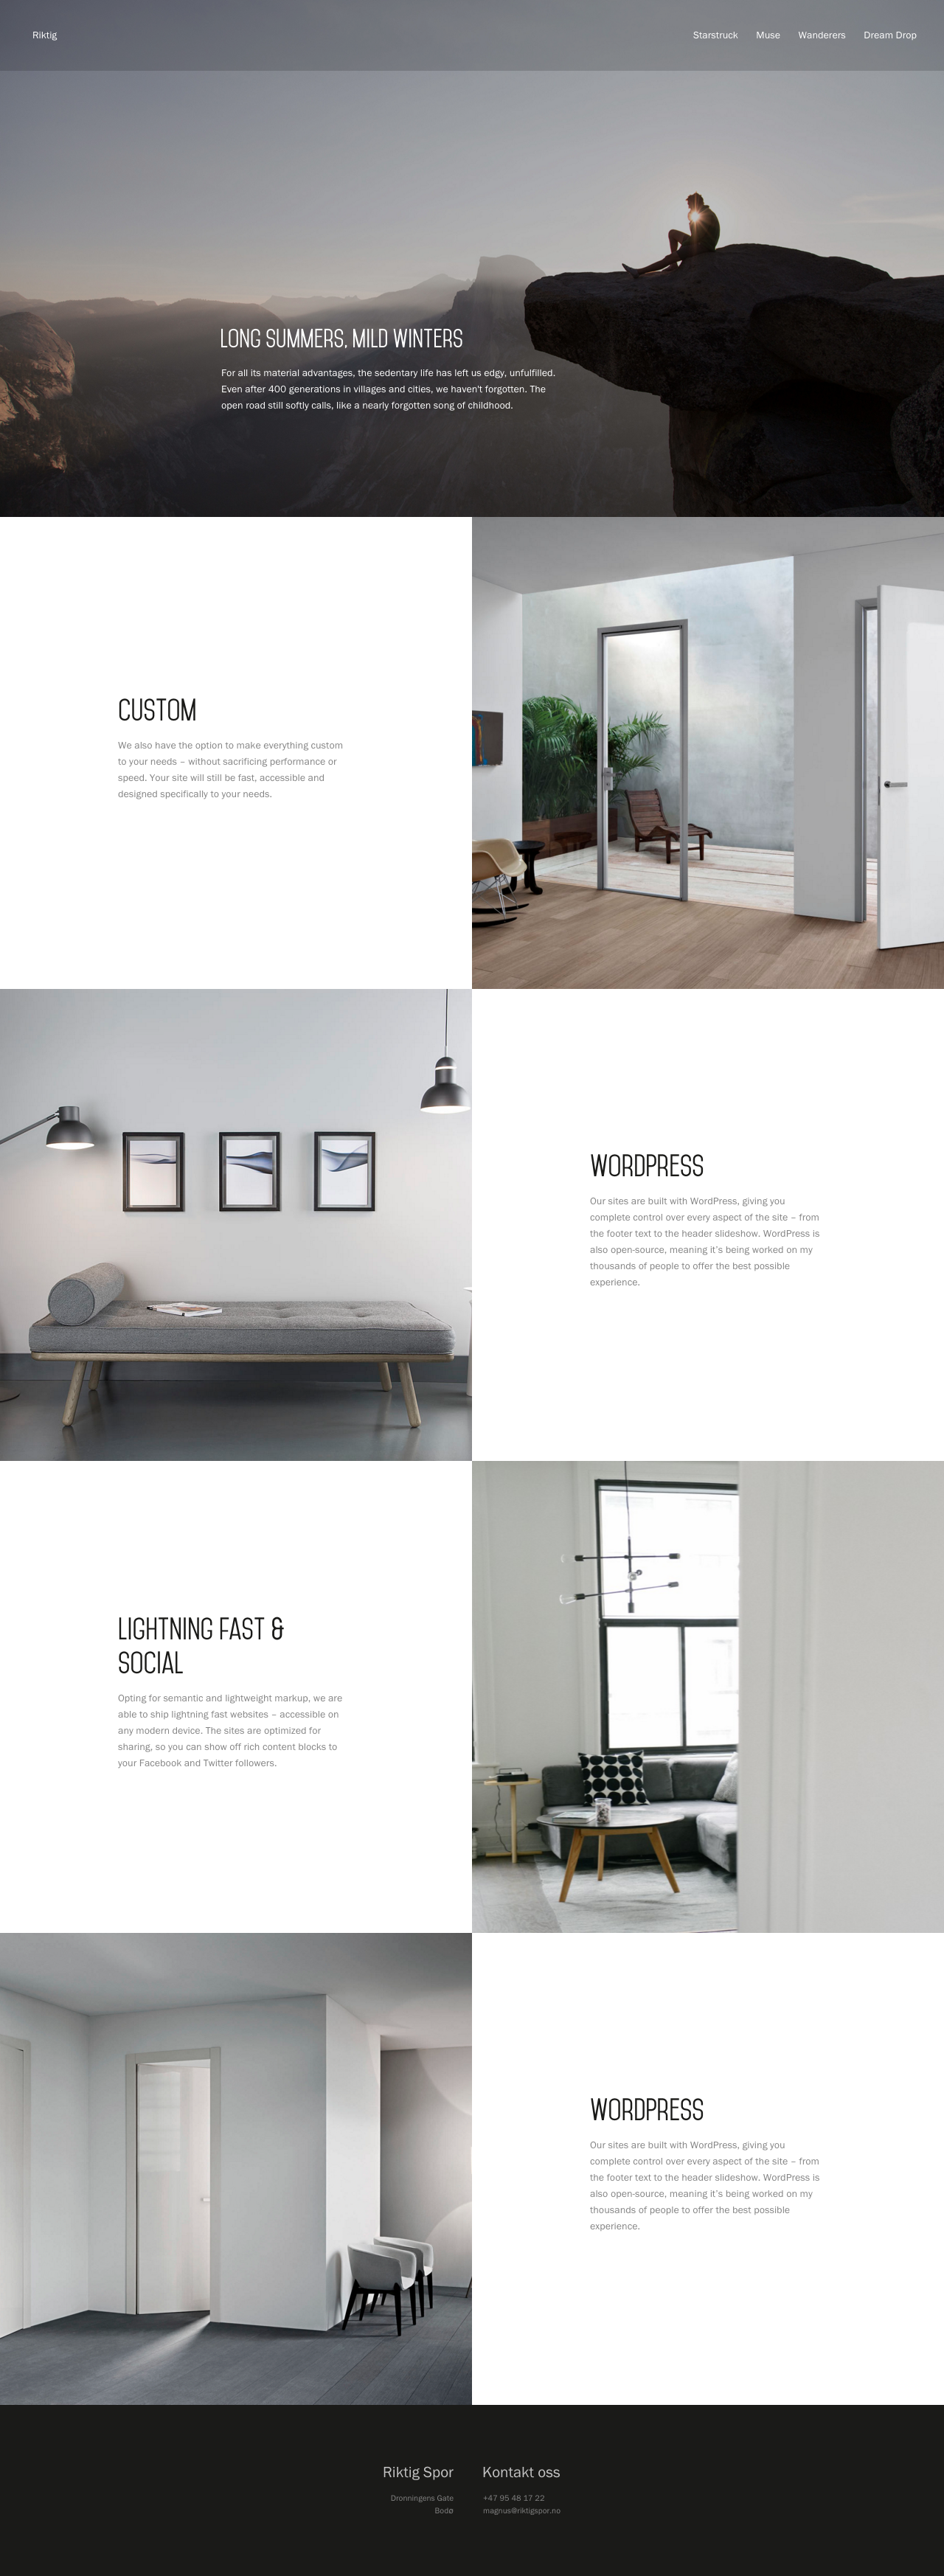 Riktig
Starstruck Muse Wanderers Dream Drop
LONG SUMMERS, MILD WINTERS
For all its material advantages, the sedentary life has left us edgy, unfulfilled.
Even after 400 generations in villages and cities, we haven't forgotten. The
open road still softly calls, like a nearly forgotten song of childhood.
CUSTOM
We also have the option to make everything custom
to your needs – without sacrificing performance or
speed. Your site will still be fast, accessible and
designed specifically to your needs.
WORDPRESS
Our sites are built with WordPress, giving you
complete control over every aspect of the site – from
the footer text to the header slideshow. WordPress is
also open-source, meaning it's being worked on my
thousands of people to offer the best possible
experience.
LIGHTNING FAST &
SOCIAL
Opting for semantic and lightweight markup, we are
able to ship lightning fast websites – accessible on
any modern device. The sites are optimized for
sharing, so you can show off rich content blocks to
your Facebook and Twitter followers.
WORDPRESS
Our sites are built with WordPress, giving you
complete control over every aspect of the site – from
the footer text to the header slideshow. WordPress is
also open-source, meaning it's being worked on my
thousands of people to offer the best possible
experience.
Riktig Spor
Dronningens Gate
Bodø
Kontakt oss
+47 95 48 17 22
magnus@riktigspor.no